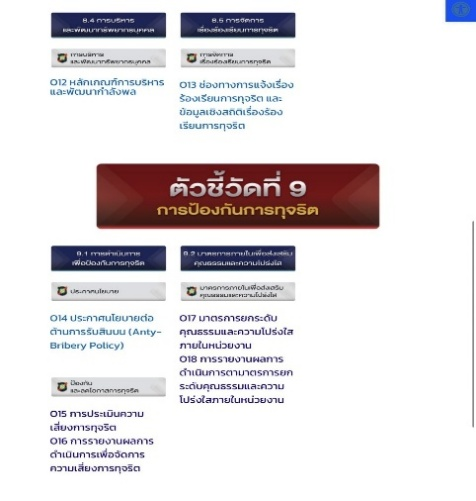 9.4 การบริหาร
และพัฒนาทรัพยากรบุคคล
การบริหาร
และพัฒนาทรัพยากรบุคคล
O12 หลักเกณฑ์การบริหาร
และพัฒนากำลังพล
9.5 การจัดการ
เรื่องร้องเรียนการทุจริต
การจัดการ
เรื่องร้องเรียนการทุจริต
O13 ช่องทางการแจ้งเรื่อง
ร้องเรียนการทุจริต และ
ข้อมูลเชิงสถิติเรื่องร้อง
เรียนการทุจริต
ตัวชี้วัดที่ 9
การป้องกันการทุจริต
9.1 การดำเนินการ
เพื่อป้องกันการทุจริต
ประกาศนโยบาย
O14 ประกาศนโยบายต่อ
ต้านการรับสินบน (Anty-
Bribery Policy)
ป้องกัน
และลดโอกาสการทุจริต
O15 การประเมินความ
เสี่ยงการทุจริต
O16 การรายงานผลการ
ดำเนินการเพื่อจัดการ
ความเสี่ยงการทุจริต
9.2 มาตรการภายในเพื่อส่งเสริม
คุณธรรมและความโปร่งใส
มาตรการภายในเพื่อส่งเสริม
คุณธรรมและความโปร่งใส
O17 มาตรการยกระดับ
คุณธรรมและความโปร่งใส
ภายในหน่วยงาน
O18 การรายงานผลการ
ดำเนินการตามาตรการยก
ระดับคุณธรรมและความ
โปร่งใสภายในหน่วยงาน